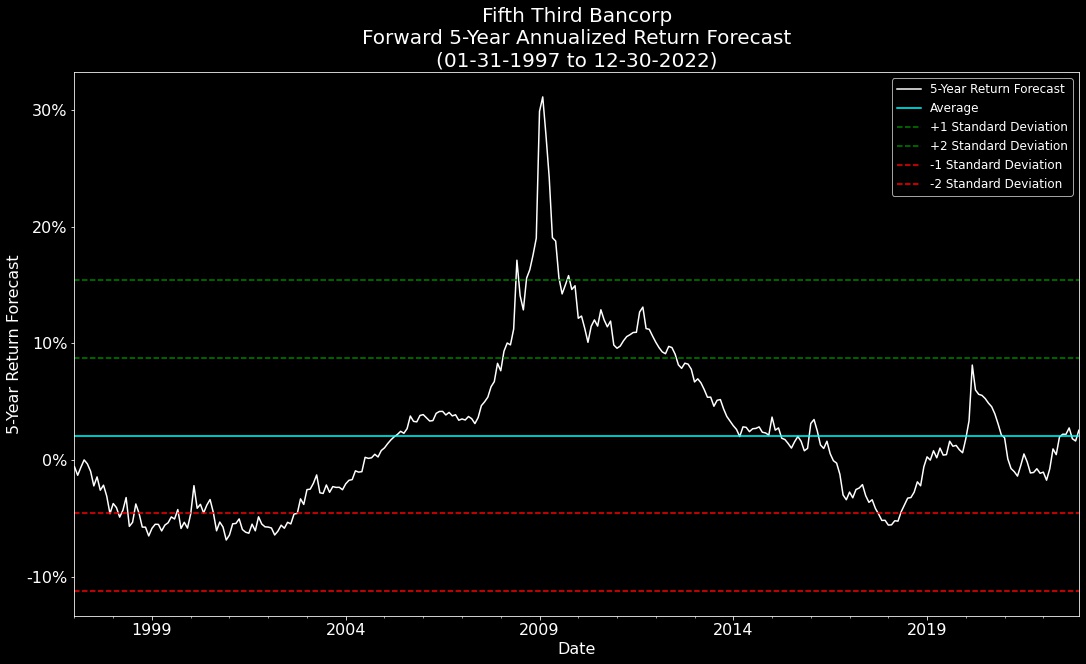 Fifth Third Bancorp
Forward 5-Year Annualized Return Forecast
(01-31-1997 to 12-30-2022)
5-Year Return Forecast
Average
+1 Standard Deviation
+2 Standard Deviation
-1 Standard Deviation
-2 Standard Deviation
5-Year Return Forecast
30%
20%
10%
0%
-10%
1999
2004
2009
2014
2019
Date